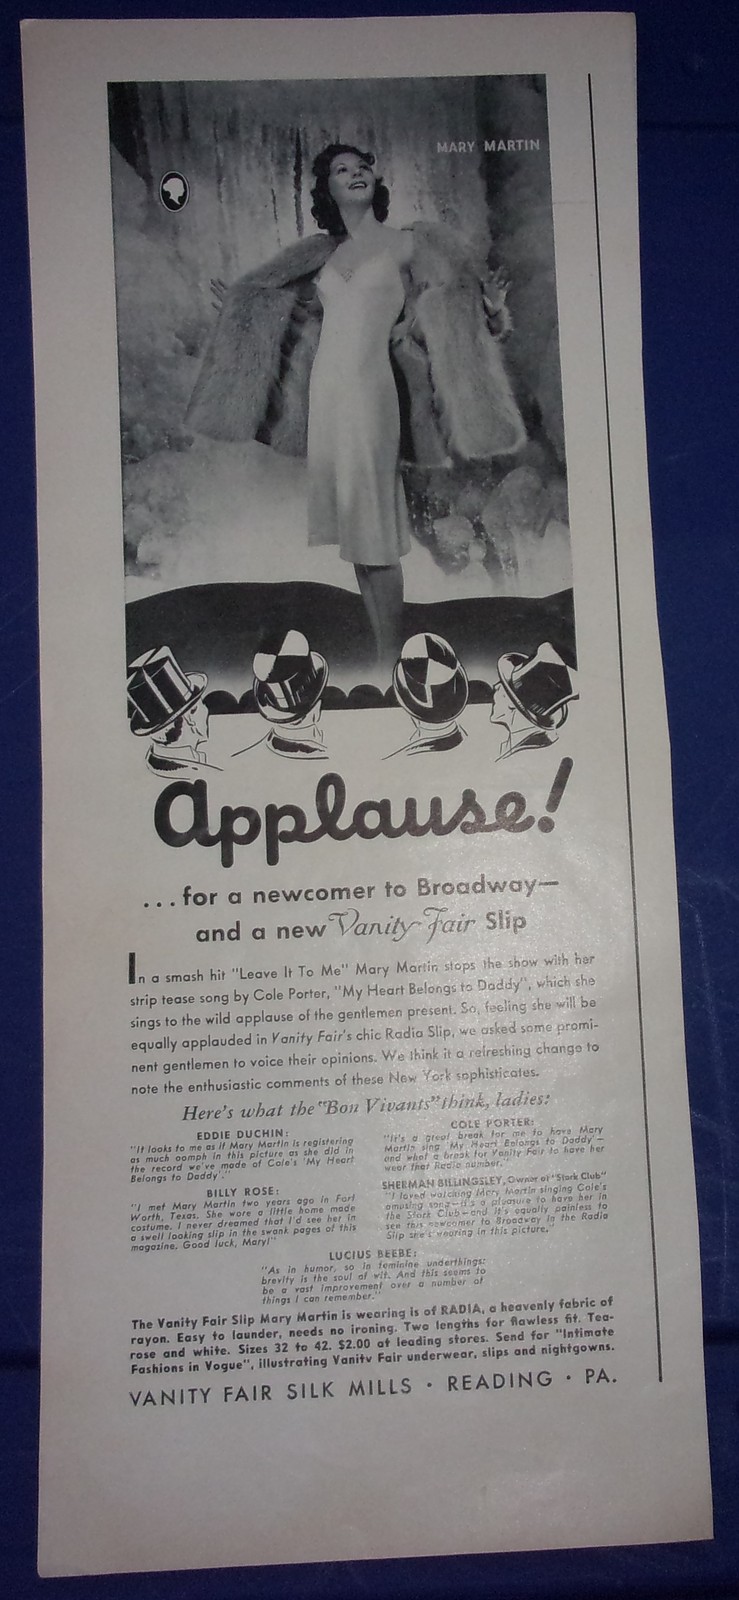 MARY MARTIN
Applause!
... for a newcomer to Broadway—
and a new Vanity Fair Slip
In a smash hit "Leave It To Me" Mary Martin stops the show with her
strip tease song by Cole Porter, "My Heart Belongs to Daddy", which she
sings to the wild applause of the gentlemen present. So, feeling she will be
equally applauded in Vanity Fair's chic Radia Slip, we asked some promi-
nent gentlemen to voice their opinions. We think it a refreshing change to
note the enthusiastic comments of these New York sophisticates.
Here's what the "Bon Vivants" think, ladies:
EDDIE DUCHIN:
"It looks to me as if Mary Martin is registering
as much oomph in this picture as she did in
the record we've made of Cole's 'My Heart
Belongs to Daddy'."
BILLY ROSE:
"I met Mary Martin two years ago in Fort
Worth, Texas. She wore a little home made
costume. I never dreamed that I'd see her in
a swell looking slip in the swank pages of this
magazine. Good luck, Mary!"
COLE PORTER:
"It's a great break for me to have Mary
Martin sing 'My Heart Belongs to Daddy'—
and what a break for Vanity Fair to have her
wear that Radia number."
SHERMAN BILLINGSLEY, Owner of "Stork Club"
"I loved watching Mary Martin singing Cole's
amusing song—it's a pleasure to have her in
the Stork Club—and it's equally painless to
see this newcomer to Broadway in the Radia
Slip she's wearing in this picture."
LUCIUS BEEBE:
"As in humor, so in feminine underthings:
brevity is the soul of wit. And this seems to
be a vast improvement over a number of
things I can remember."
The Vanity Fair Slip Mary Martin is wearing is of RADIA, a heavenly fabric of
rayon. Easy to launder, needs no ironing. Two lengths for flawless fit. Tea-
rose and white. Sizes 32 to 42. $2.00 at leading stores. Send for "Intimate
Fashions in Vogue", illustrating Vanity Fair underwear, slips and nightgowns.
VANITY FAIR SILK MILLS · READING · PA.